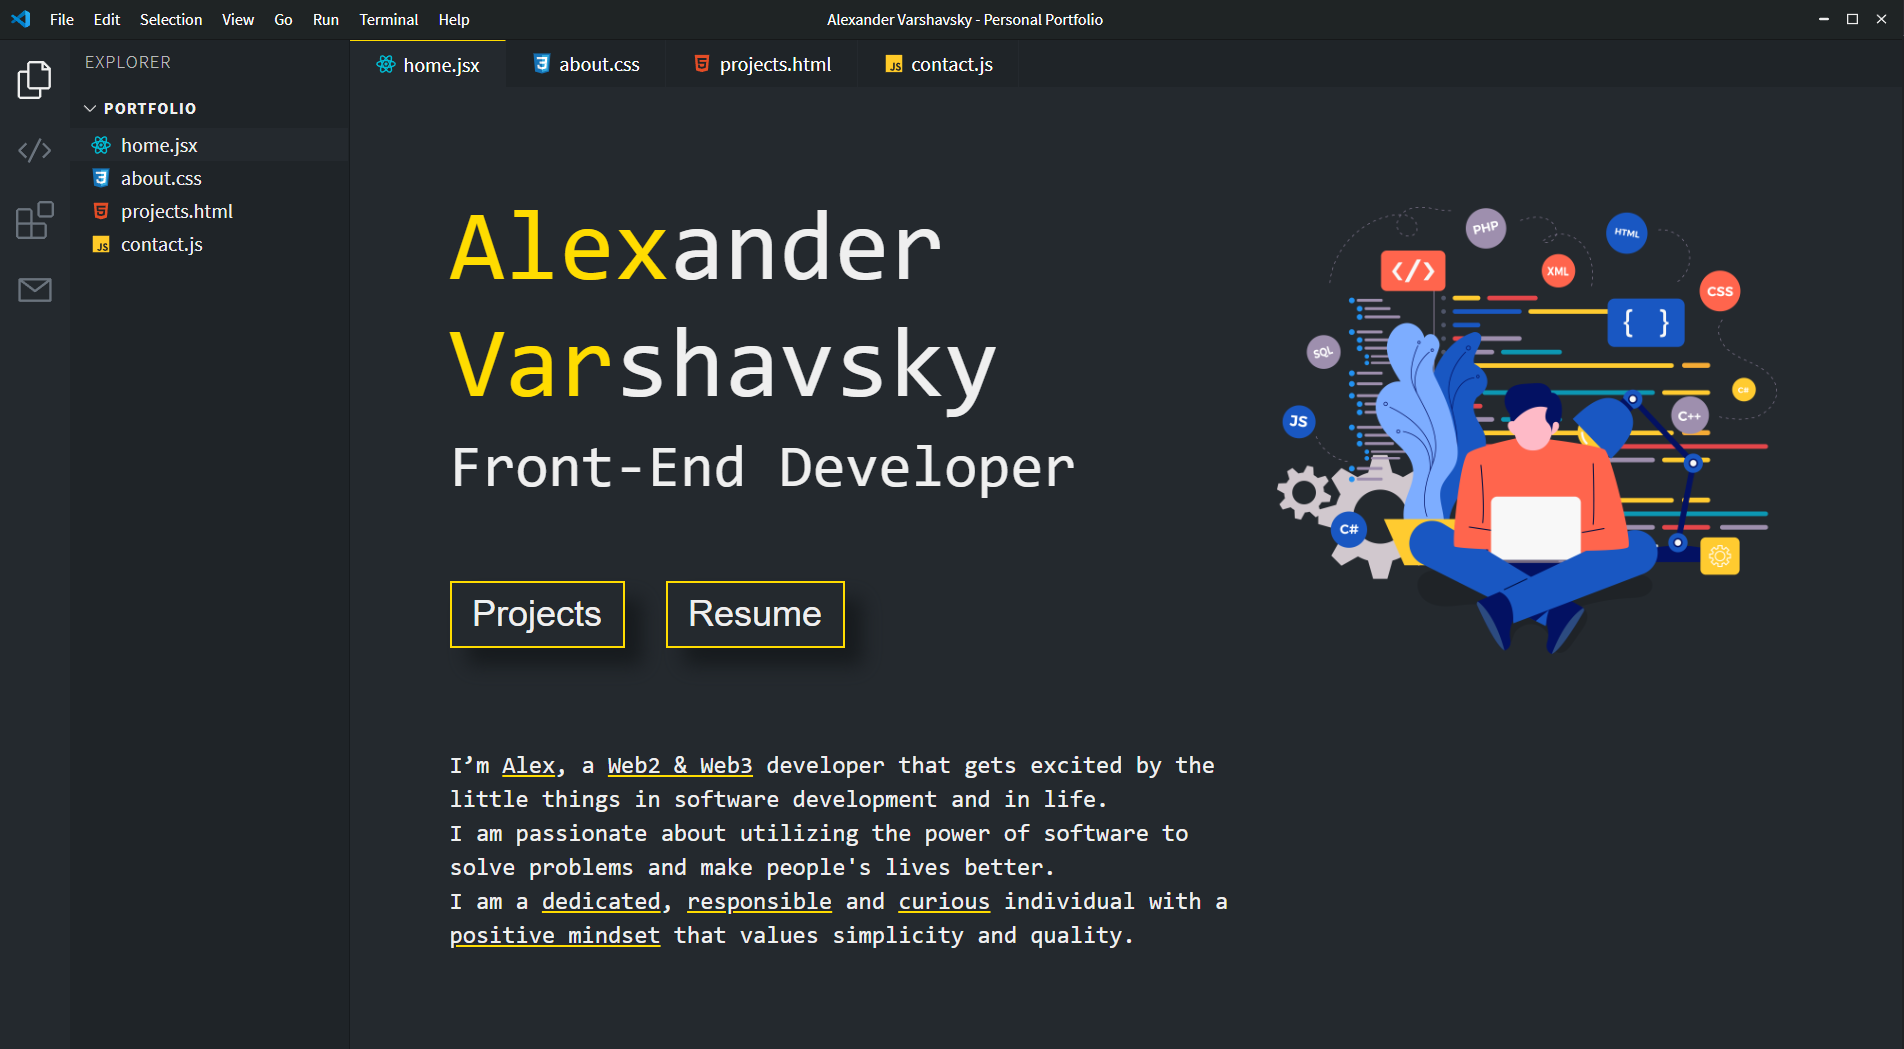 File Edit Selection View Go Run Terminal Help
Alexander Varshavsky - Personal Portfolio
EXPLORER
PORTFOLIO
home.jsx
about.css
projects.html
contact.js
home.jsx
about.css
projects.html
contact.js
Alexander
Varshavsky
Front-End Developer
Projects
Resume
PHP
HTML
</>
XML
CSS
{ }
SQL
C#
C++
JS
C#
I’m Alex, a Web2 & Web3 developer that gets excited by the
little things in software development and in life.
I am passionate about utilizing the power of software to
solve problems and make people's lives better.
I am a dedicated, responsible and curious individual with a
positive mindset that values simplicity and quality.